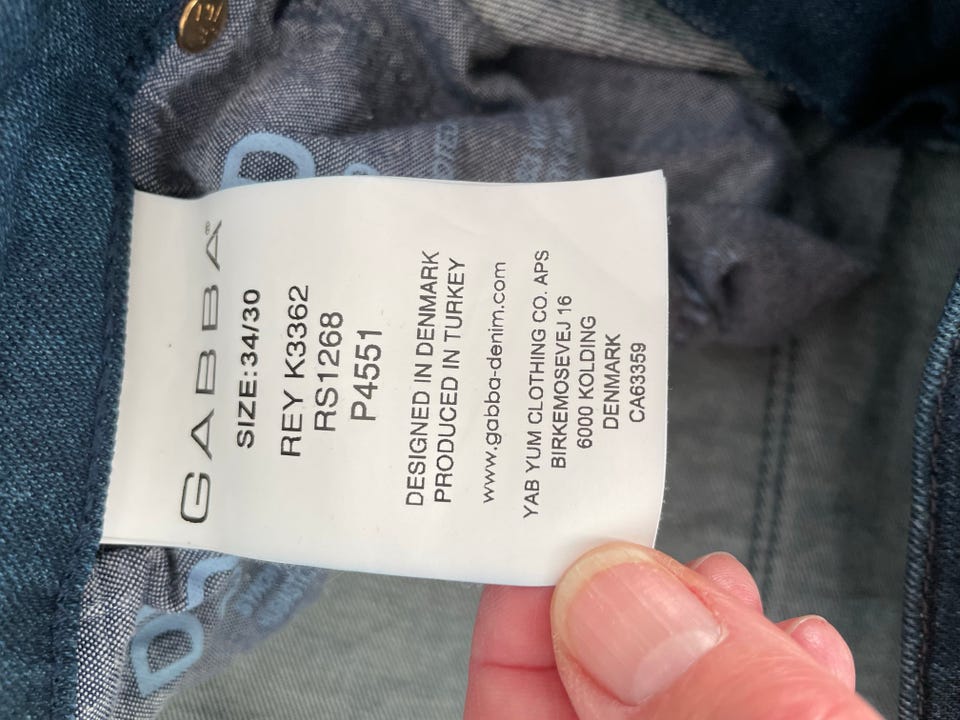 GABBA®
SIZE:34/30
REY K3362
RS1268
P4551
DESIGNED IN DENMARK
PRODUCED IN TURKEY
www.gabba-denim.com
YAB YUM CLOTHING CO. APS
BIRKEMOSEVEJ 16
6000 KOLDING
DENMARK
CA63359